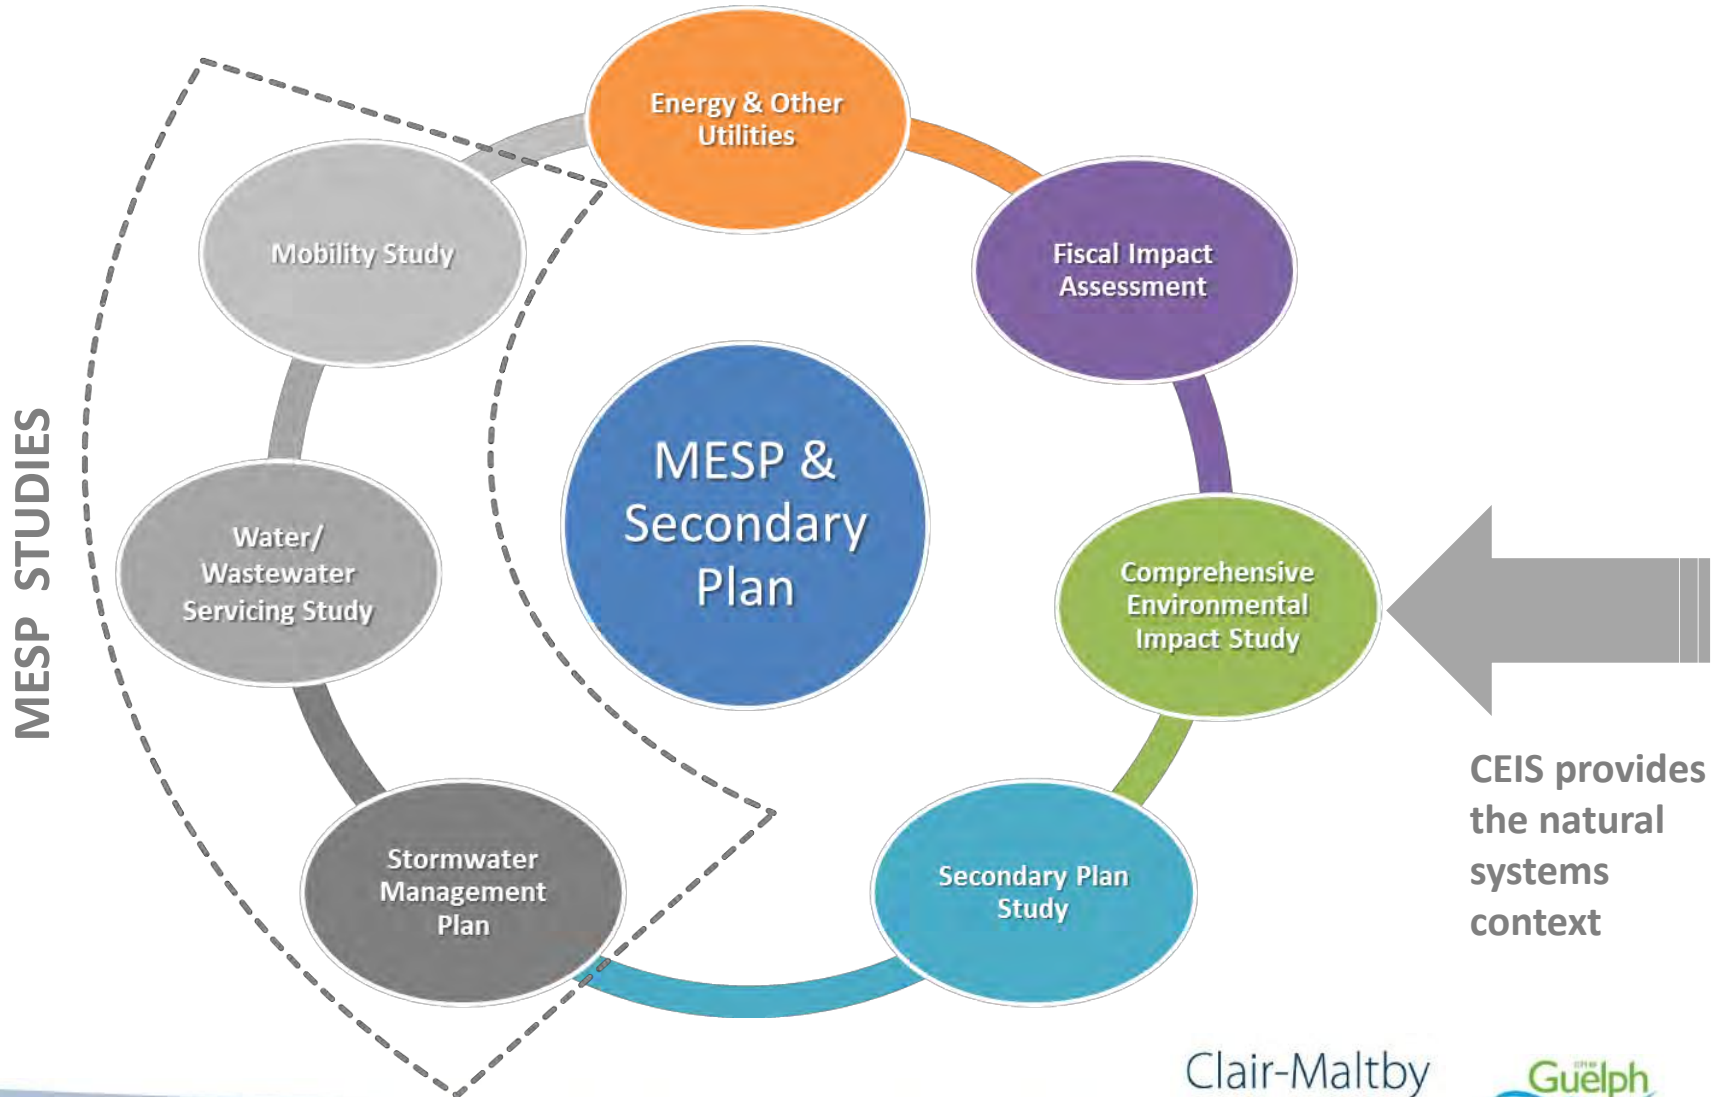 Energy & Other
Utilities
Mobility Study
Fiscal Impact
Assessment
MESP &
Secondary
Plan
MESP STUDIES
Water/
Wastewater
Servicing Study
Comprehensive
Environmental
Impact Study
CEIS provides
the natural
systems
context
Stormwater
Management
Plan
Secondary Plan
Study
Clair-Maltby
Guelph